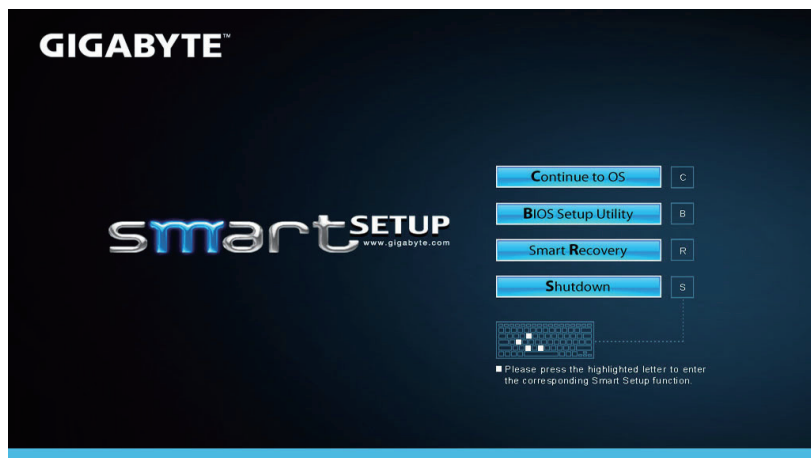 GIGABYTE™
smart SETUP
www.gigabyte.com
Continue to OS C
BIOS Setup Utility B
Smart Recovery R
Shutdown S
Please press the highlighted letter to enter
the corresponding Smart Setup function.